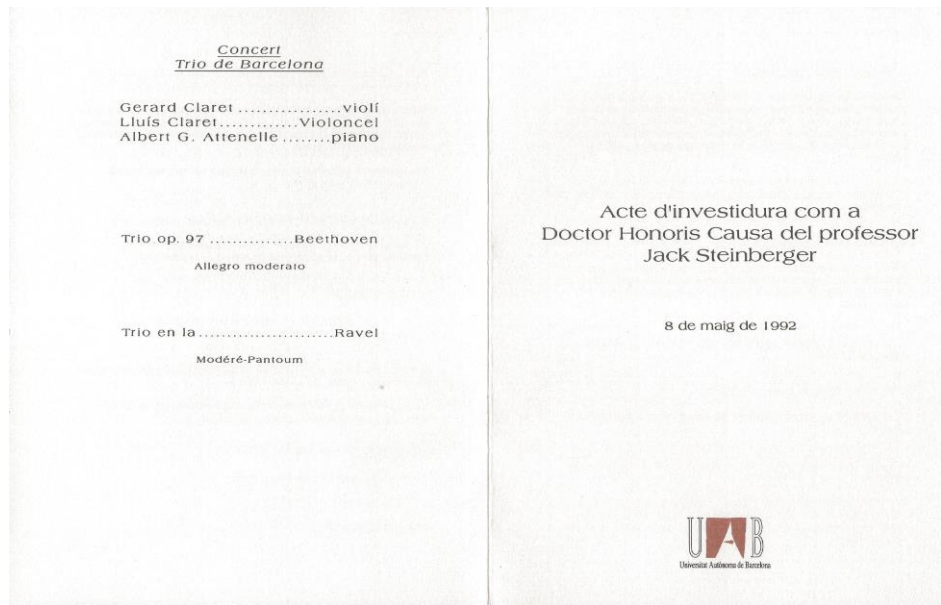 Concert
Trio de Barcelona
Gerard Claret ................violí
Lluís Claret.............Violoncel
Albert G. Attenelle ........piano
Trio op. 97 ..............Beethoven
Allegro moderato
Trio en la.......................Ravel
Modéré-Pantoum
Acte d'investidura com a
Doctor Honoris Causa del professor
Jack Steinberger
8 de maig de 1992
UAB
Universitat Autònoma de Barcelona